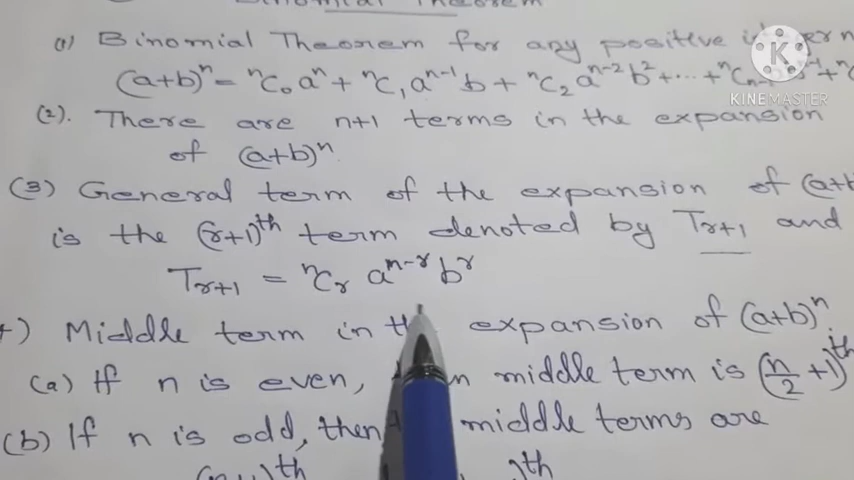 Binomial Theorem
(1) Binomial Theorem for any positive n
(a+b)ⁿ = ⁿC₀ aⁿ + ⁿC₁ aⁿ⁻¹ b + ⁿC₂ aⁿ⁻² b² + ... +
KINEMASTER
(2). There are n+1 terms in the expansion
of (a+b)ⁿ
(3) General term of the expansion of (a+b
is the (r+1)th term denoted by Tr+1 and
Tr+1 = ⁿCr aⁿ⁻ʳ bʳ
Middle term in expansion of (a+b)ⁿ.
(a) If n is even, middle term is (n/2 +1)th
(b) If n is odd, then middle terms are